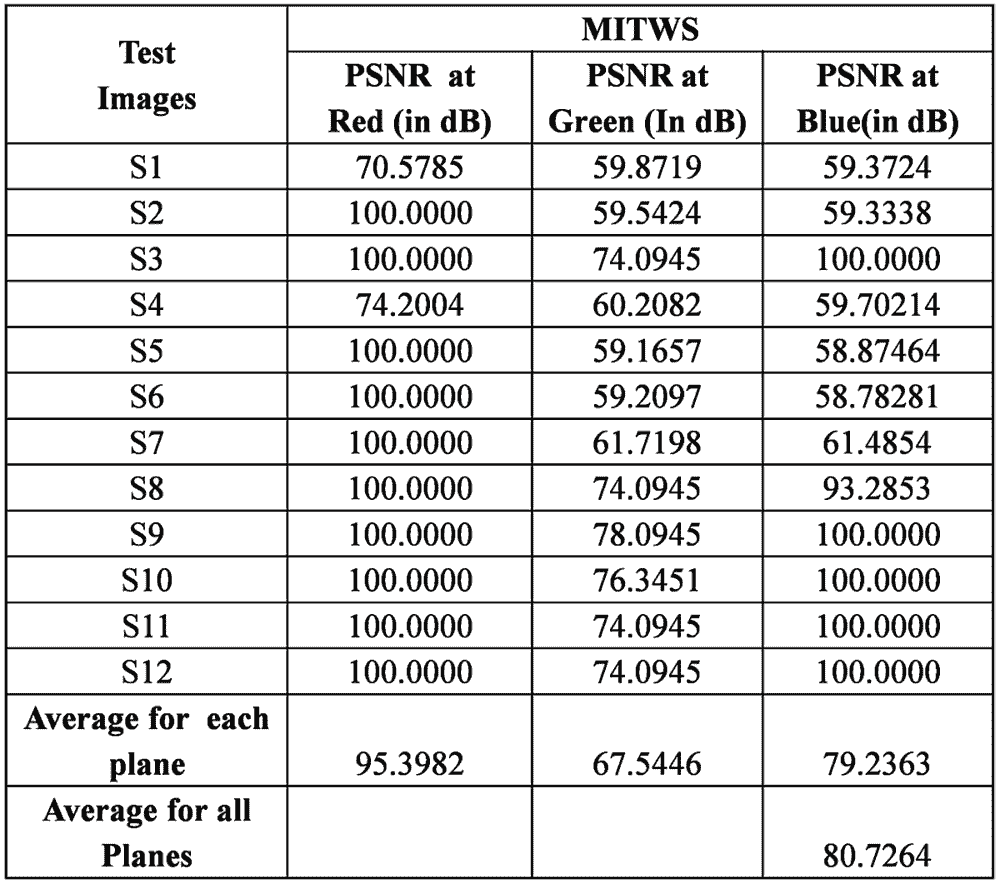 Test Images MITWS
PSNR at Red (in dB) PSNR at Green (In dB) PSNR at Blue(in dB)
S1 70.5785 59.8719 59.3724
S2 100.0000 59.5424 59.3338
S3 100.0000 74.0945 100.0000
S4 74.2004 60.2082 59.70214
S5 100.0000 59.1657 58.87464
S6 100.0000 59.2097 58.78281
S7 100.0000 61.7198 61.4854
S8 100.0000 74.0945 93.2853
S9 100.0000 78.0945 100.0000
S10 100.0000 76.3451 100.0000
S11 100.0000 74.0945 100.0000
S12 100.0000 74.0945 100.0000
Average for each plane 95.3982 67.5446 79.2363
Average for all Planes 80.7264